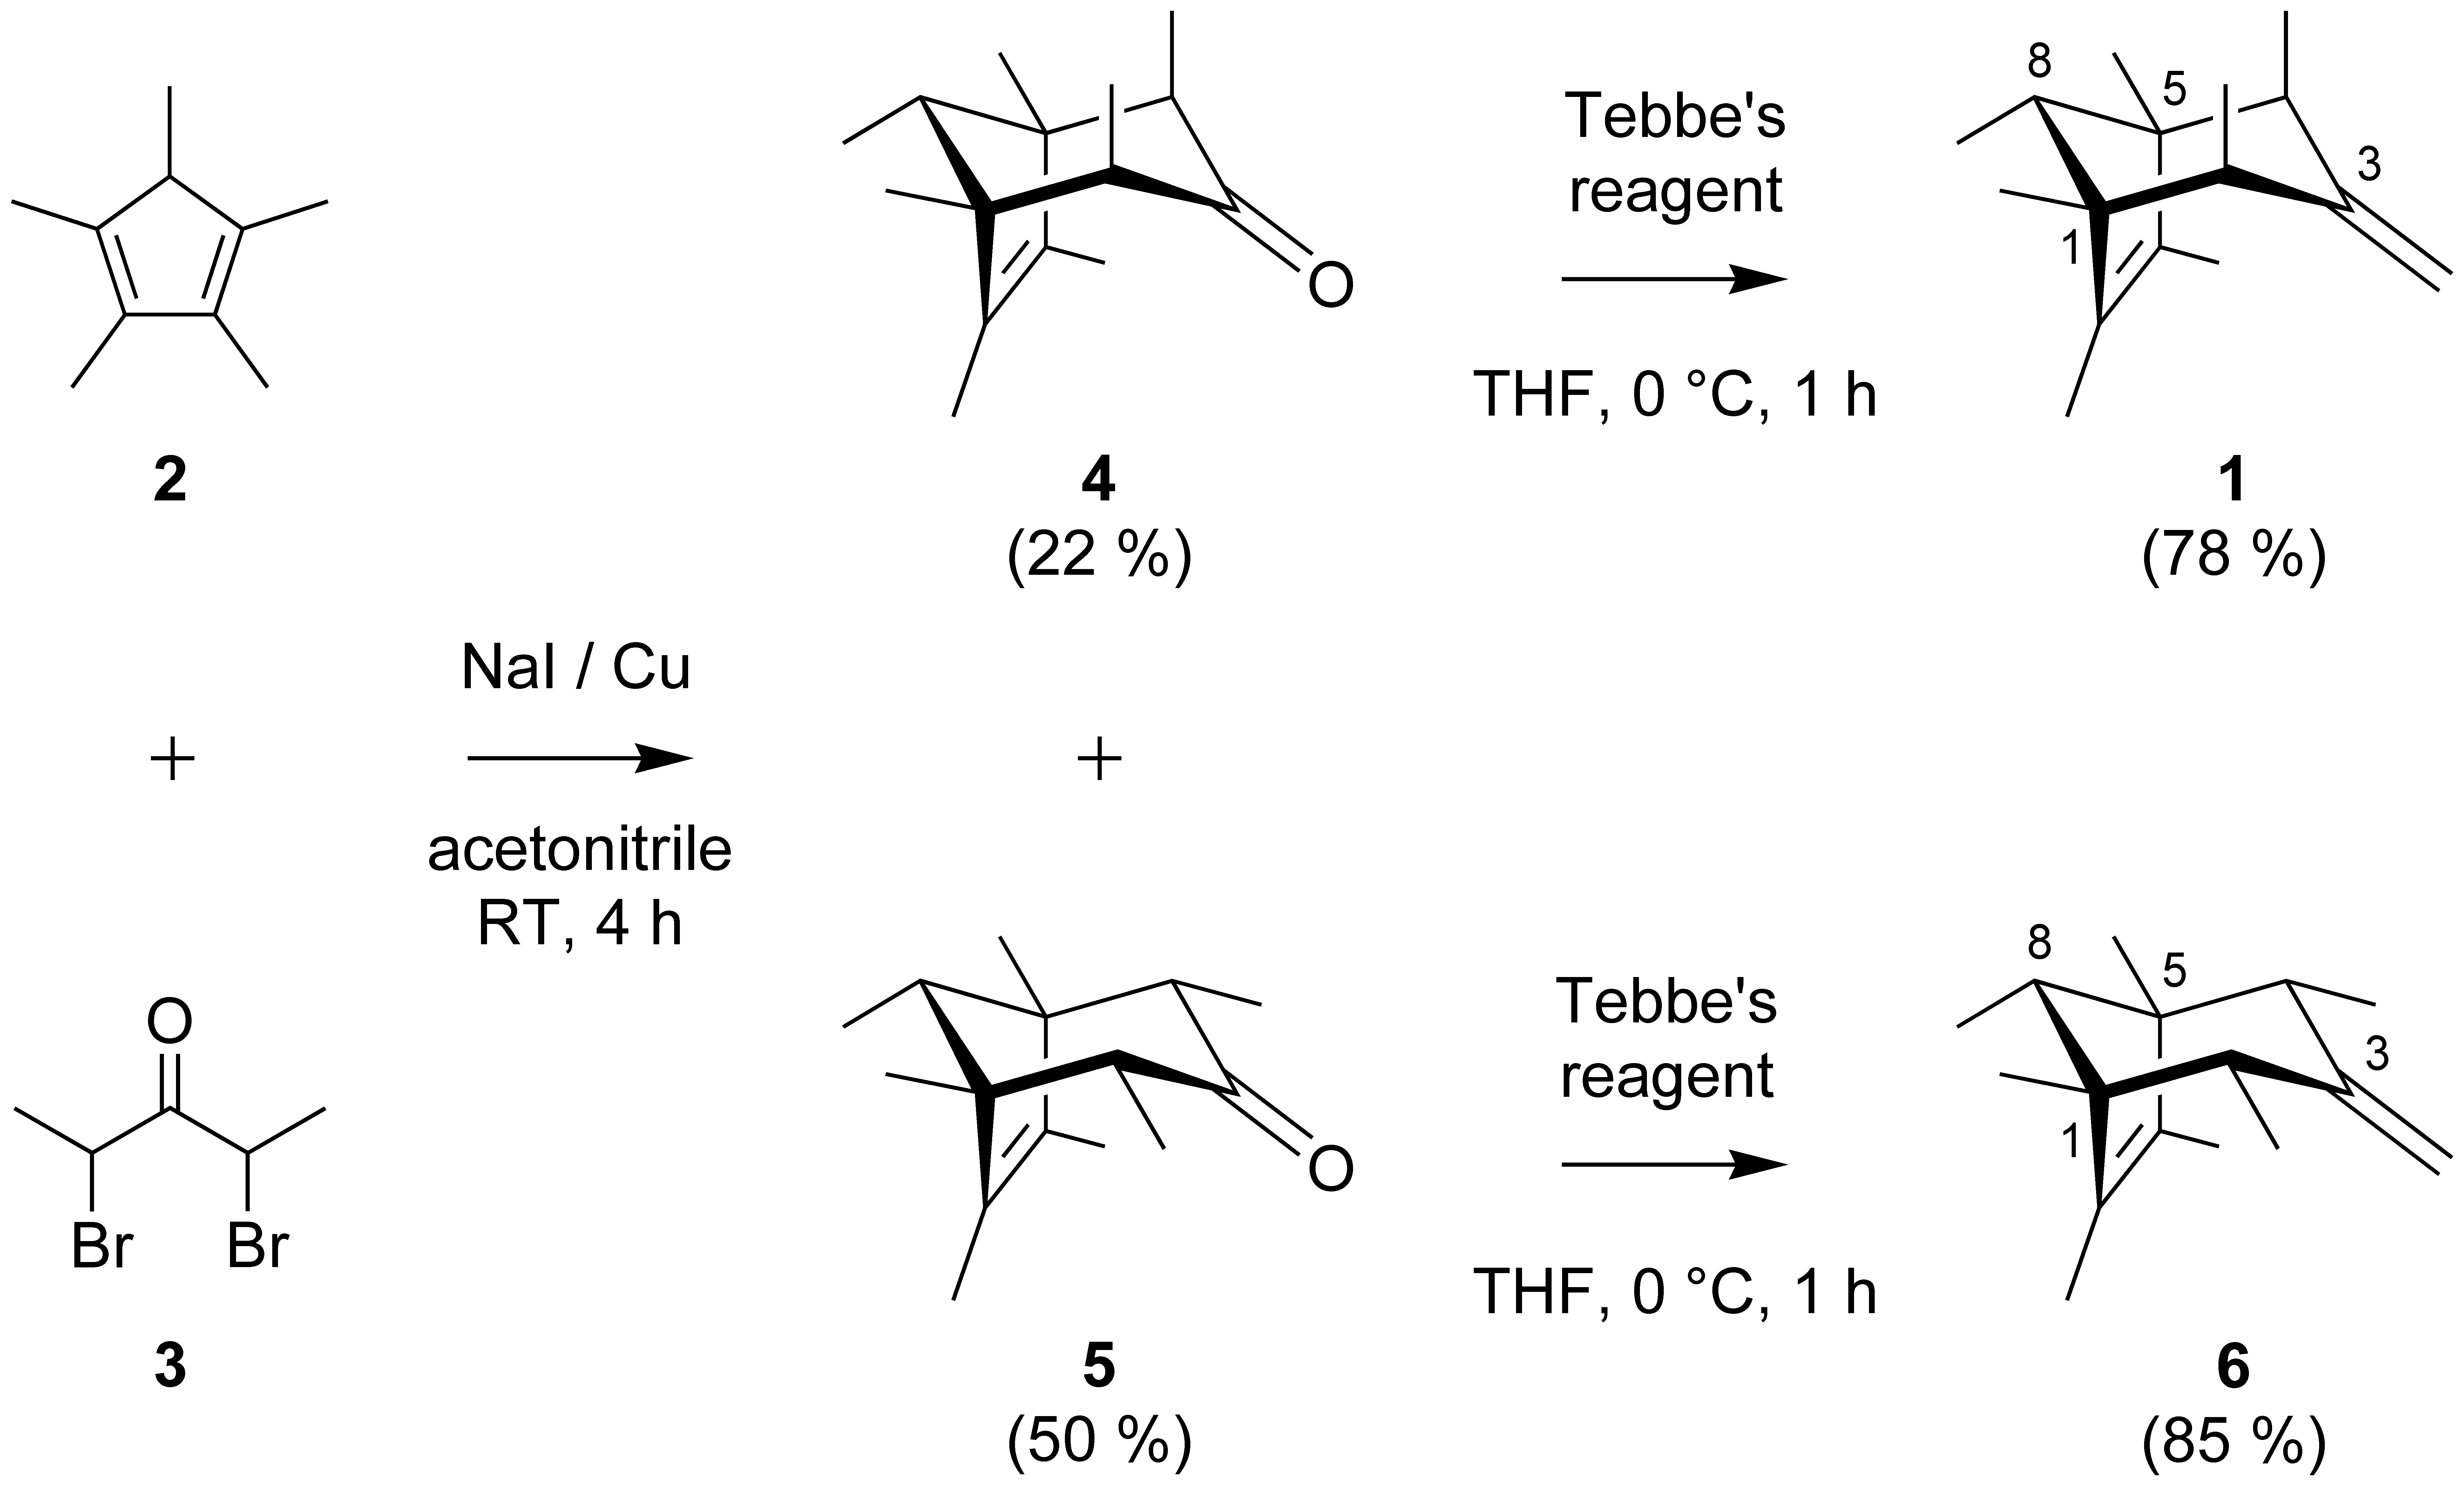 2
+
O
Br
Br
3
NaI / Cu
acetonitrile
RT, 4 h
O
4
(22 %)
+
O
5
(50 %)
Tebbe's
reagent
THF, 0 °C, 1 h
Tebbe's
reagent
THF, 0 °C, 1 h
8
5
3
1
1
(78 %)
8
5
3
1
6
(85 %)